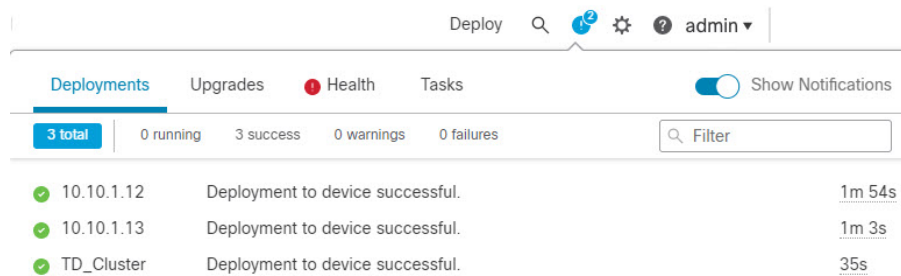 Deploy 2 ? admin ▾
Deployments Upgrades ! Health Tasks Show Notifications
3 total 0 running 3 success 0 warnings 0 failures Filter
10.10.1.12 Deployment to device successful. 1m 54s
10.10.1.13 Deployment to device successful. 1m 3s
TD_Cluster Deployment to device successful. 35s